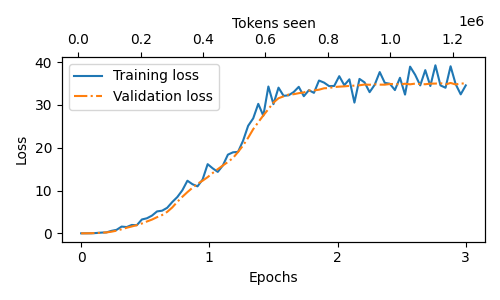 Tokens seen
0.0 0.2 0.4 0.6 0.8 1.0 1.2
1e6
40
30
20
10
0
Loss
Training loss
Validation loss
0 1 2 3
Epochs